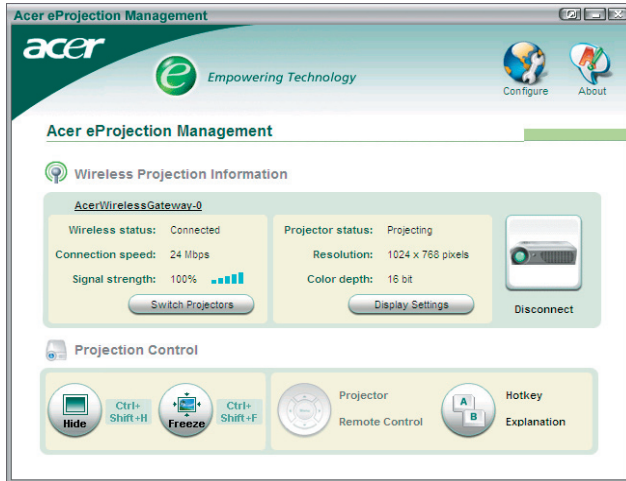 Acer eProjection Management
acer
e Empowering Technology
Configure
About
Acer eProjection Management
Wireless Projection Information
AcerWirelessGateway-0
Wireless status: Connected
Connection speed: 24 Mbps
Signal strength: 100%
Switch Projectors
Projector status: Projecting
Resolution: 1024 x 768 pixels
Color depth: 16 bit
Display Settings
Disconnect
Projection Control
Hide
Ctrl+
Shift+H
Freeze
Ctrl+
Shift+F
Menu
Projector
Remote Control
A
B
Hotkey
Explanation